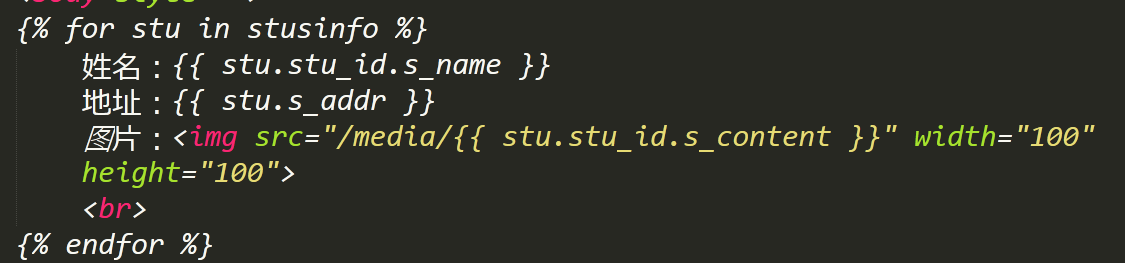 {% for stu in stusinfo %}
姓名：{{ stu.stu_id.s_name }}
地址：{{ stu.s_addr }}
图片：<img src="/media/{{ stu.stu_id.s_content }}" width="100"
height="100">
<br>
{% endfor %}